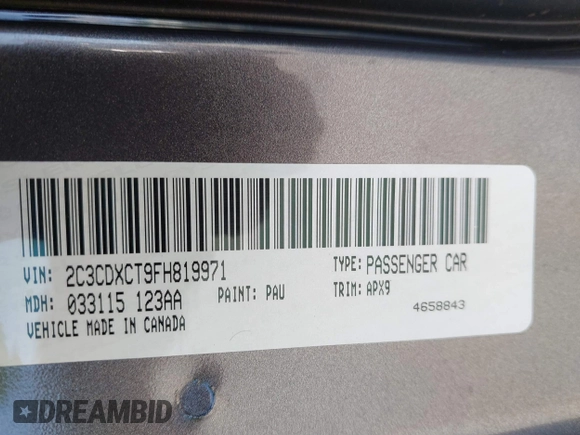 VIN: 2C3CDXCT9FH819971 TYPE: PASSENGER CAR
MDH: 033115 123AA PAINT: PAU TRIM: APX9
VEHICLE MADE IN CANADA 4658843
DREAMBID